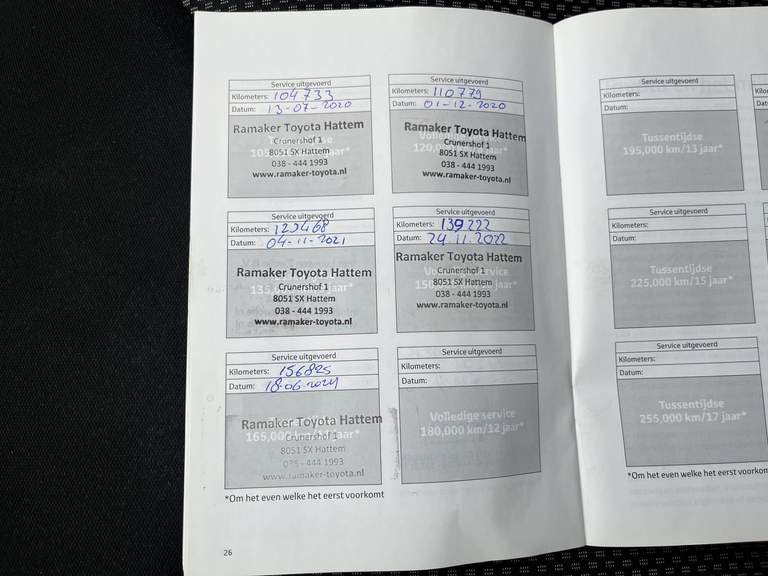 Service uitgevoerd
Kilometers: 104733
Datum: 13-07-2020
Ramaker Toyota Hattem
Crunershof 1
8051 SX Hattem
038 - 444 1993
www.ramaker-toyota.nl
Service uitgevoerd
Kilometers: 110779
Datum: 01-12-2020
Ramaker Toyota Hattem
Crunershof 1
8051 SX Hattem
038 - 444 1993
www.ramaker-toyota.nl
Service uitgevoerd
Kilometers:
Datum: 04-11-2021
Ramaker Toyota Hattem
Crunershof 1
8051 SX Hattem
038 - 444 1993
www.ramaker-toyota.nl
Service uitgevoerd
Kilometers: 139222
Datum: 24.11.2022
Ramaker Toyota Hattem
Crunershof 1
8051 SX Hattem
038 - 444 1993
www.ramaker-toyota.nl
Service uitgevoerd
Kilometers: 156825
Datum: 18.06.2024
Ramaker Toyota Hattem
165,000 km/11 jaar*
Crunershof 1
8051 SX Hattem
038 - 444 1993
www.ramaker-toyota.nl
Service uitgevoerd
Kilometers:
Datum:
Volledige service
180,000 km/12 jaar*
*Om het even welke het eerst voorkomt
26
Service uitgevoerd
Kilometers:
Datum:
Tussentijdse
195,000 km/13 jaar*
Service uitgevoerd
Kilometers:
Datum:
Tussentijdse
225,000 km/15 jaar*
Service uitgevoerd
Kilometers:
Datum:
Tussentijdse
255,000 km/17 jaar*
*Om het even welke het eerst voorkom